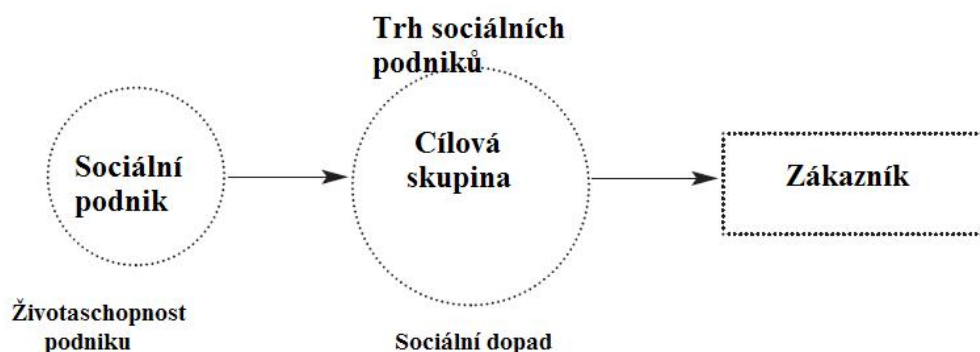 Trh sociálních
podniků
Sociální
podnik
Cílová
skupina
Zákazník
Životaschopnost
podniku
Sociální dopad